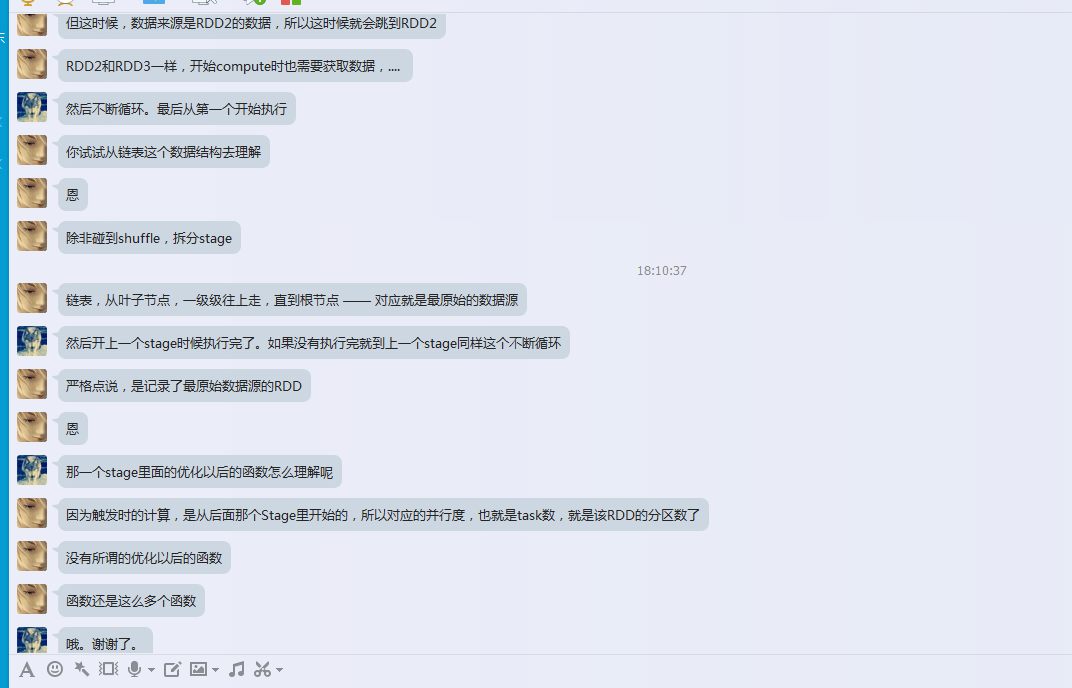 但这时候，数据来源是RDD2的数据，所以这时候就会跳到RDD2
RDD2和RDD3一样，开始compute时也需要获取数据，....
然后不断循环。最后从第一个开始执行
你试试从链表这个数据结构去理解
恩
除非碰到shuffle，拆分stage
18:10:37
链表，从叶子节点，一级级往上走，直到根节点 —— 对应就是最原始的数据源
然后开上一个stage时候执行完了。如果没有执行完就到上一个stage同样这个不断循环
严格点说，是记录了最原始数据源的RDD
恩
那一个stage里面的优化以后的函数怎么理解呢
因为触发时的计算，是从后面那个Stage里开始的，所以对应的并行度，也就是task数，就是该RDD的分区数了
没有所谓的优化以后的函数
函数还是这么多个函数
哦。谢谢了。